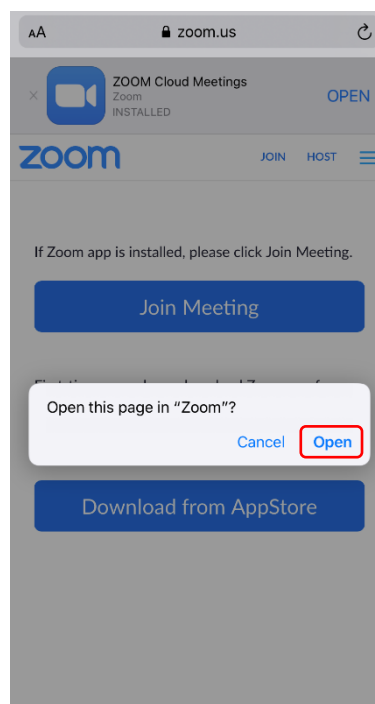 AA zoom.us
ZOOM Cloud Meetings
Zoom
INSTALLED
OPEN
zoom JOIN HOST
If Zoom app is installed, please click Join Meeting.
Join Meeting
Open this page in “Zoom”?
Cancel Open
Download from AppStore